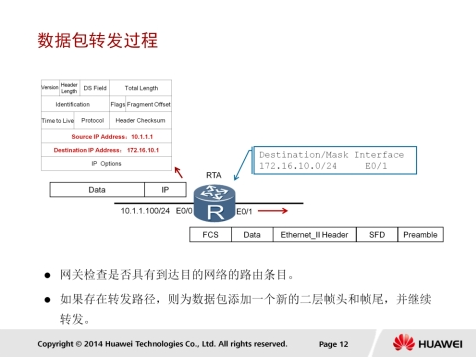 数据包转发过程
Version Header Length DS Field Total Length
Identification Flags Fragment Offset
Time to Live Protocol Header Checksum
Source IP Address: 10.1.1.1
Destination IP Address: 172.16.10.1
IP Options
Destination/Mask Interface
172.16.10.0/24 E0/1
RTA
Data IP
R
10.1.1.100/24 E0/0 E0/1
FCS Data Ethernet_II Header SFD Preamble
● 网关检查是否具有到达目的网络的路由条目。
● 如果存在转发路径，则为数据包添加一个新的二层帧头和帧尾，并继续
转发。
Copyright © 2014 Huawei Technologies Co., Ltd. All rights reserved. Page 12 HUAWEI